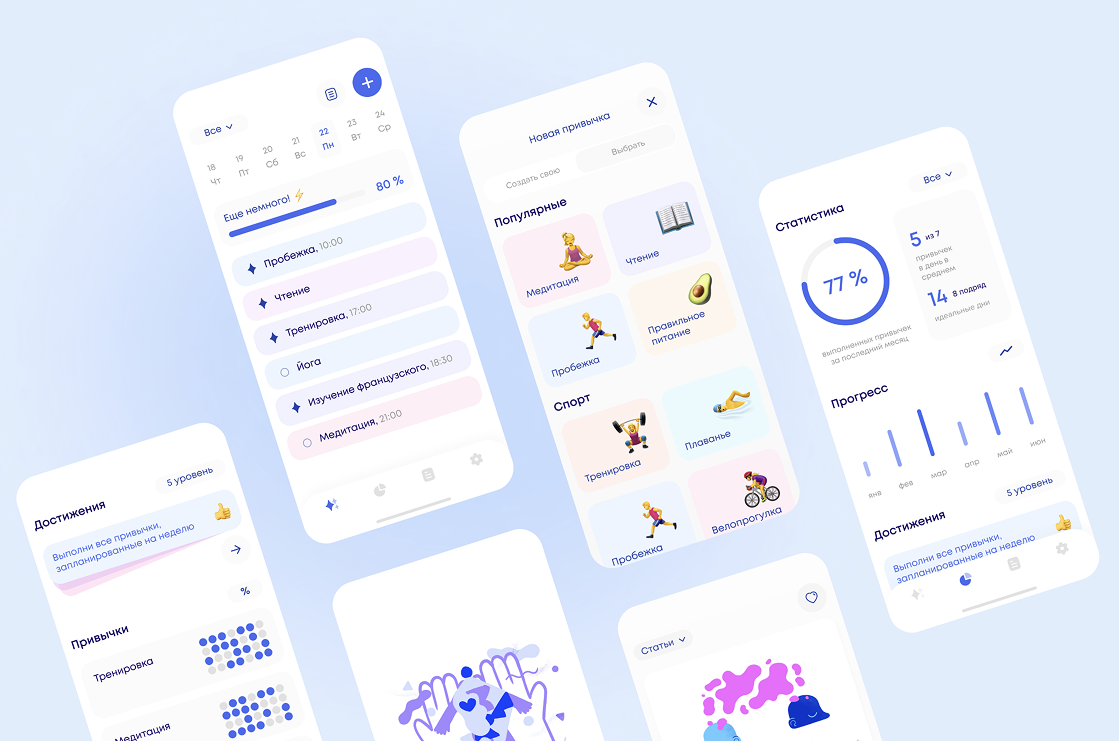 Все
18 19 20 21 22 23 24
Чт Пт Сб Вс Пн Вт Ср
Еще немного! ⚡ 80 %
Пробежка, 10:00
Чтение
Тренировка, 17:00
Йога
Изучение французского, 18:30
Медитация, 21:00
Новая привычка
Создать свою Выбрать
Популярные
Медитация
Чтение
Пробежка
Правильное
питание
Спорт
Тренировка
Плаванье
Пробежка
Велопрогулка
Все
Статистика
77 %
выполненных привычек
за последний месяц
5 из 7
привычек
в день в
среднем
14 8 подряд
идеальные дни
Прогресс
янв фев мар апр май июн
5 уровень
Достижения
Выполни все привычки,
запланированные на неделю
5 уровень
Достижения
Выполни все привычки,
запланированные на неделю
%
Привычки
Тренировка
Медитация
Статьи